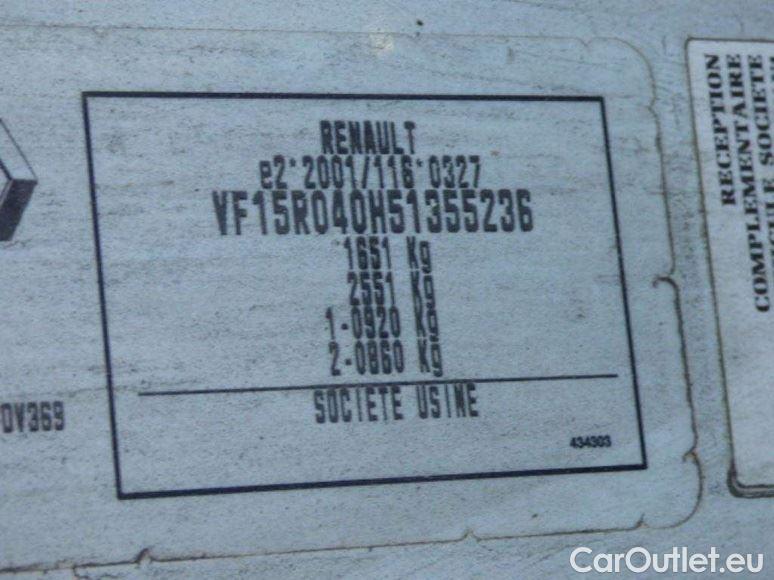 RENAULT
e2*2001/116*0327
VF15R040H51355236
1651 Kg
2551 Kg
1-0920 Kg
2-0860 Kg
SOCIETE USINE
434303
0V369
RECEPTION
COMPLEMENTAIRE
SOCIETE
CarOutlet.eu